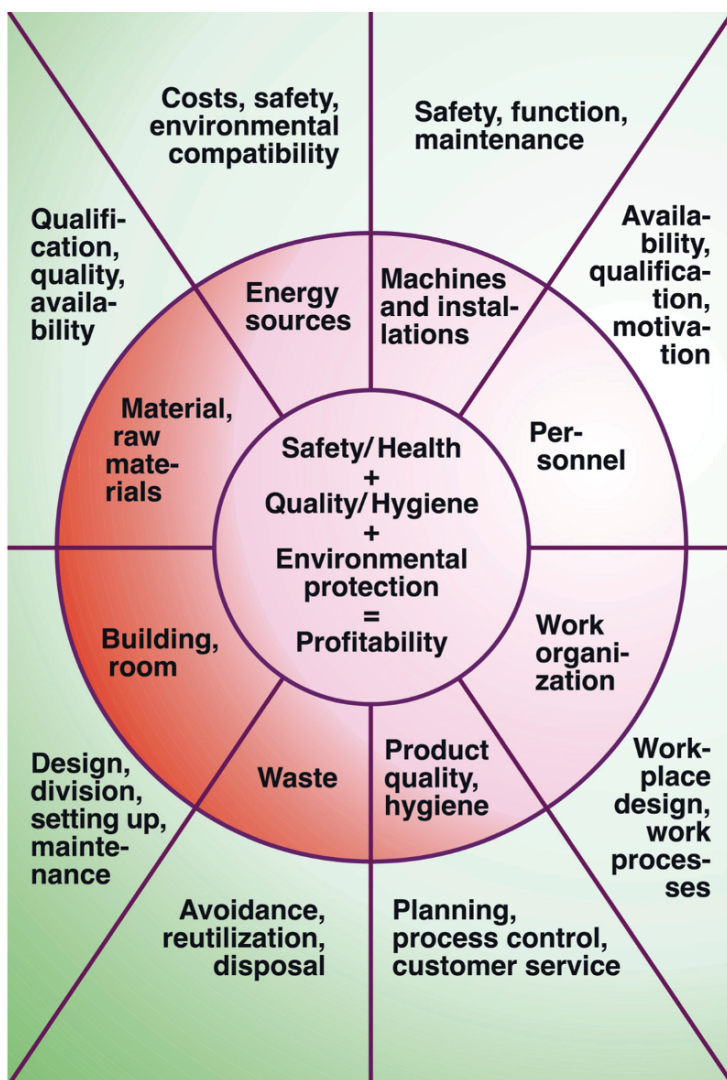 Costs, safety,
environmental
compatibility
Safety, function,
maintenance
Qualifi-
cation,
quality,
availa-
bility
Availa-
bility,
qualifica-
tion,
motiva-
tion
Energy
sources
Machines
and instal-
lations
Material,
raw
mate-
rials
Per-
sonnel
Safety/Health
+
Quality/Hygiene
+
Environmental
protection
=
Profitability
Building,
room
Work
organi-
zation
Waste
Product
quality,
hygiene
Design,
division,
setting up,
mainte-
nance
Work-
place
design,
work
proces-
ses
Avoidance,
reutilization,
disposal
Planning,
process control,
customer service